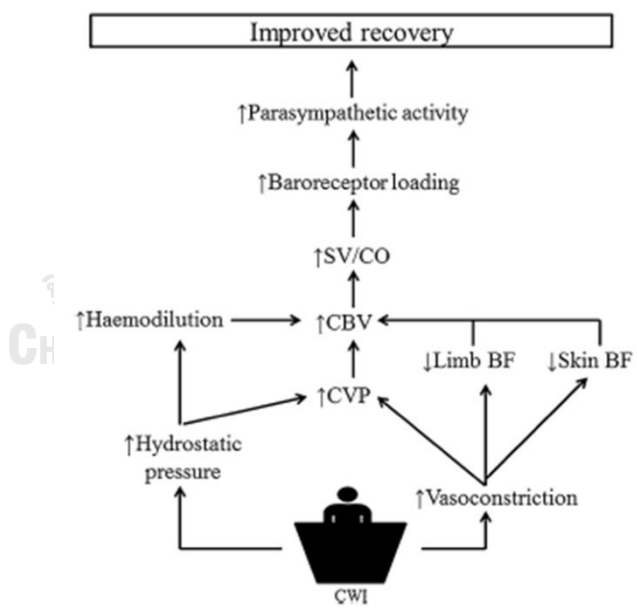 Improved recovery
↑Parasympathetic activity
↑Baroreceptor loading
↑SV/CO
↑Haemodilution
↑CBV
↓Limb BF
↓Skin BF
↑CVP
↑Hydrostatic
pressure
↑Vasoconstriction
CWI